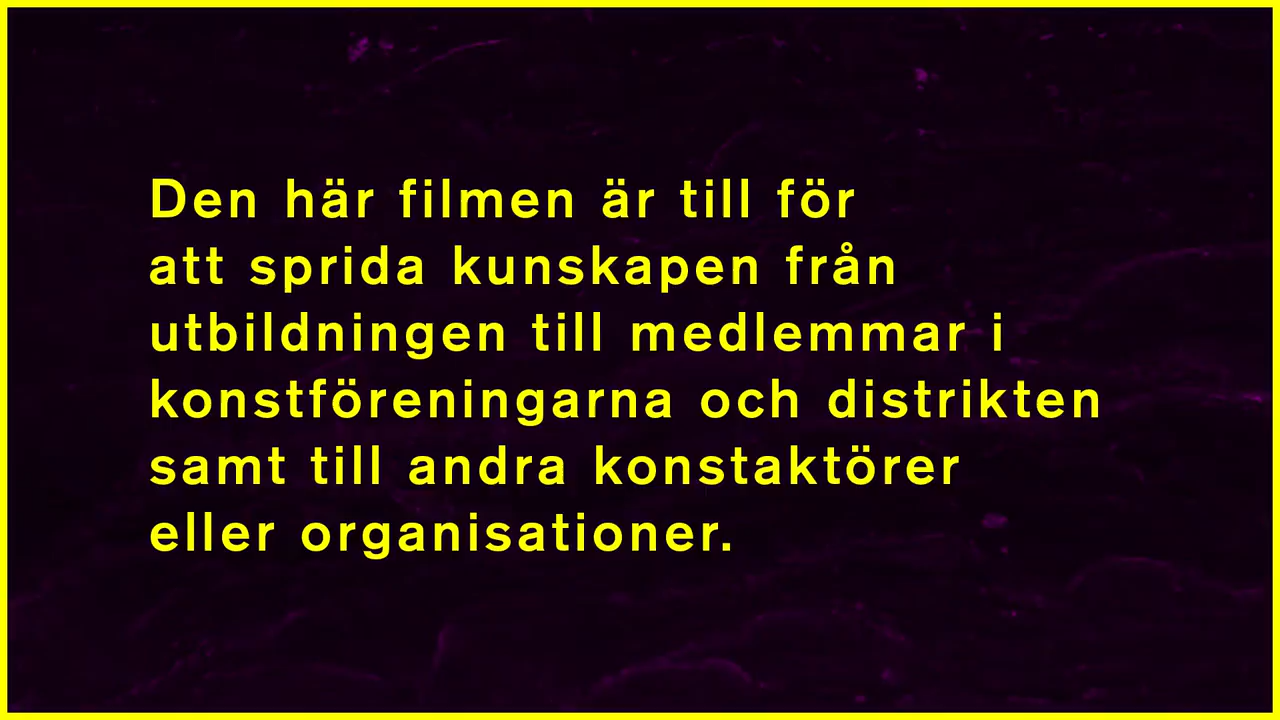 Den här filmen är till för
att sprida kunskapen från
utbildningen till medlemmar i
konstföreningarna och distrikten
samt till andra konstaktörer
eller organisationer.